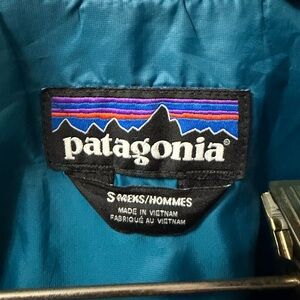 patagonia®
S MENS/HOMMES
MADE IN VIETNAM
FABRIQUÉ AU VIETNAM